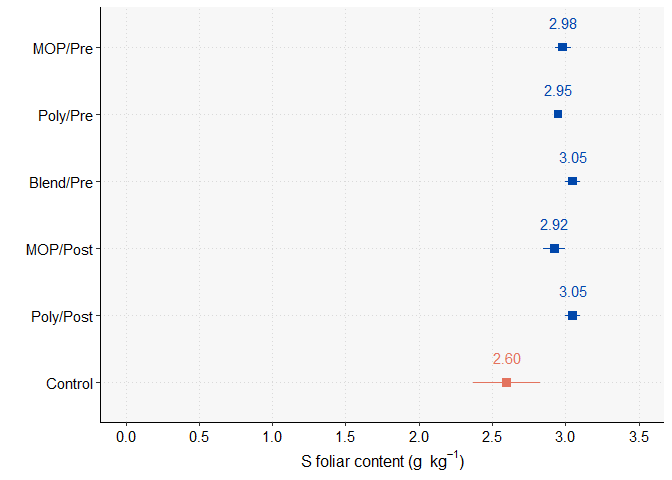 2.98
MOP/Pre
2.95
Poly/Pre
3.05
Blend/Pre
2.92
MOP/Post
3.05
Poly/Post
2.60
Control
0.0 0.5 1.0 1.5 2.0 2.5 3.0 3.5
S foliar content (g kg⁻¹)